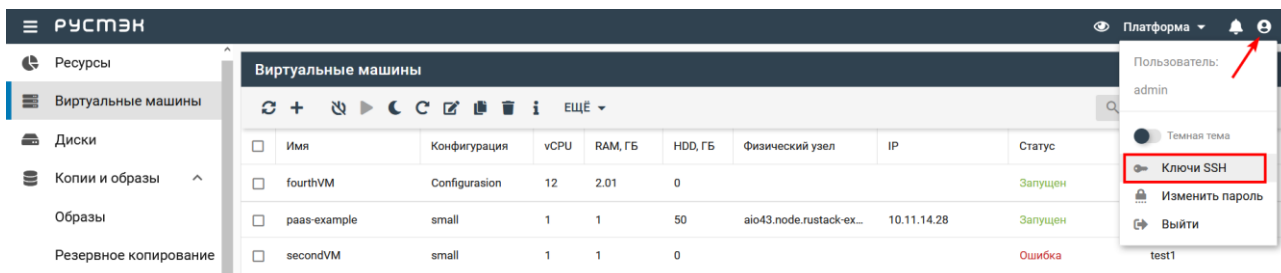 РУСТЭК
Платформа
Ресурсы
Виртуальные машины
Диски
Копии и образы
Образы
Резервное копирование
Виртуальные машины
ЕЩЁ
Имя Конфигурация vCPU RAM, ГБ HDD, ГБ Физический узел IP Статус
fourthVM Configurasion 12 2.01 0 Запущен
paas-example small 1 1 50 aio43.node.rustack-ex... 10.11.14.28 Запущен
secondVM small 1 1 0 Ошибка test1
Пользователь:
admin
Темная тема
Ключи SSH
Изменить пароль
Выйти